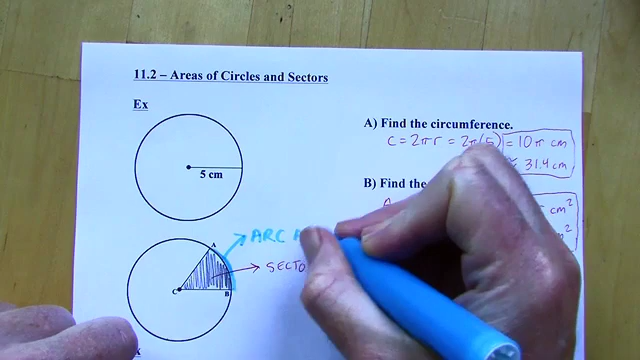 11.2 – Areas of Circles and Sectors
Ex
A) Find the circumference.
C = 2πr = 2π(5) = 10π cm
≈ 31.4 cm
5 cm
B) Find the
cm²
cm²
ARC A
A
SECTO
C
B